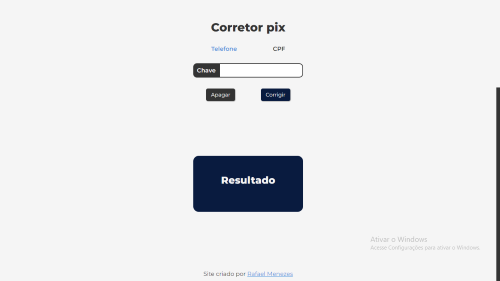 Corretor pix
Telefone CPF
Chave
Apagar Corrigir
Resultado
Ativar o Windows
Acesse Configurações para ativar o Windows.
Site criado por Rafael Menezes